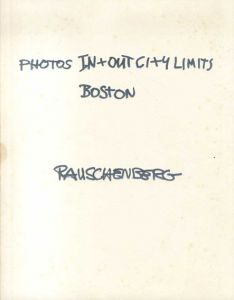 PHOTOS IN+OUT CITY LIMITS
BOSTON
RAUSCHENBERG